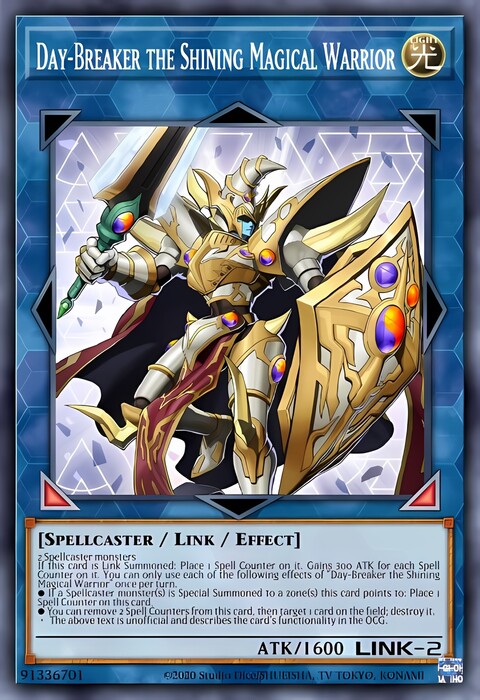 DAY-BREAKER THE SHINING MAGICAL WARRIOR
LIGHT
光
[SPELLCASTER / LINK / EFFECT]
2 Spellcaster monsters
If this card is Link Summoned: Place 1 Spell Counter on it. Gains 300 ATK for each Spell
Counter on it. You can only use each of the following effects of "Day-Breaker the Shining
Magical Warrior" once per turn.
● If a Spellcaster monster(s) is Special Summoned to a zone(s) this card points to: Place 1
Spell Counter on this card.
● You can remove 2 Spell Counters from this card, then target 1 card on the field; destroy it.
· The above text is unofficial and describes the card's functionality in the OCG.
ATK/1600 LINK-2
91336701
©2020 Studio Dice/SHUEISHA, TV TOKYO, KONAMI